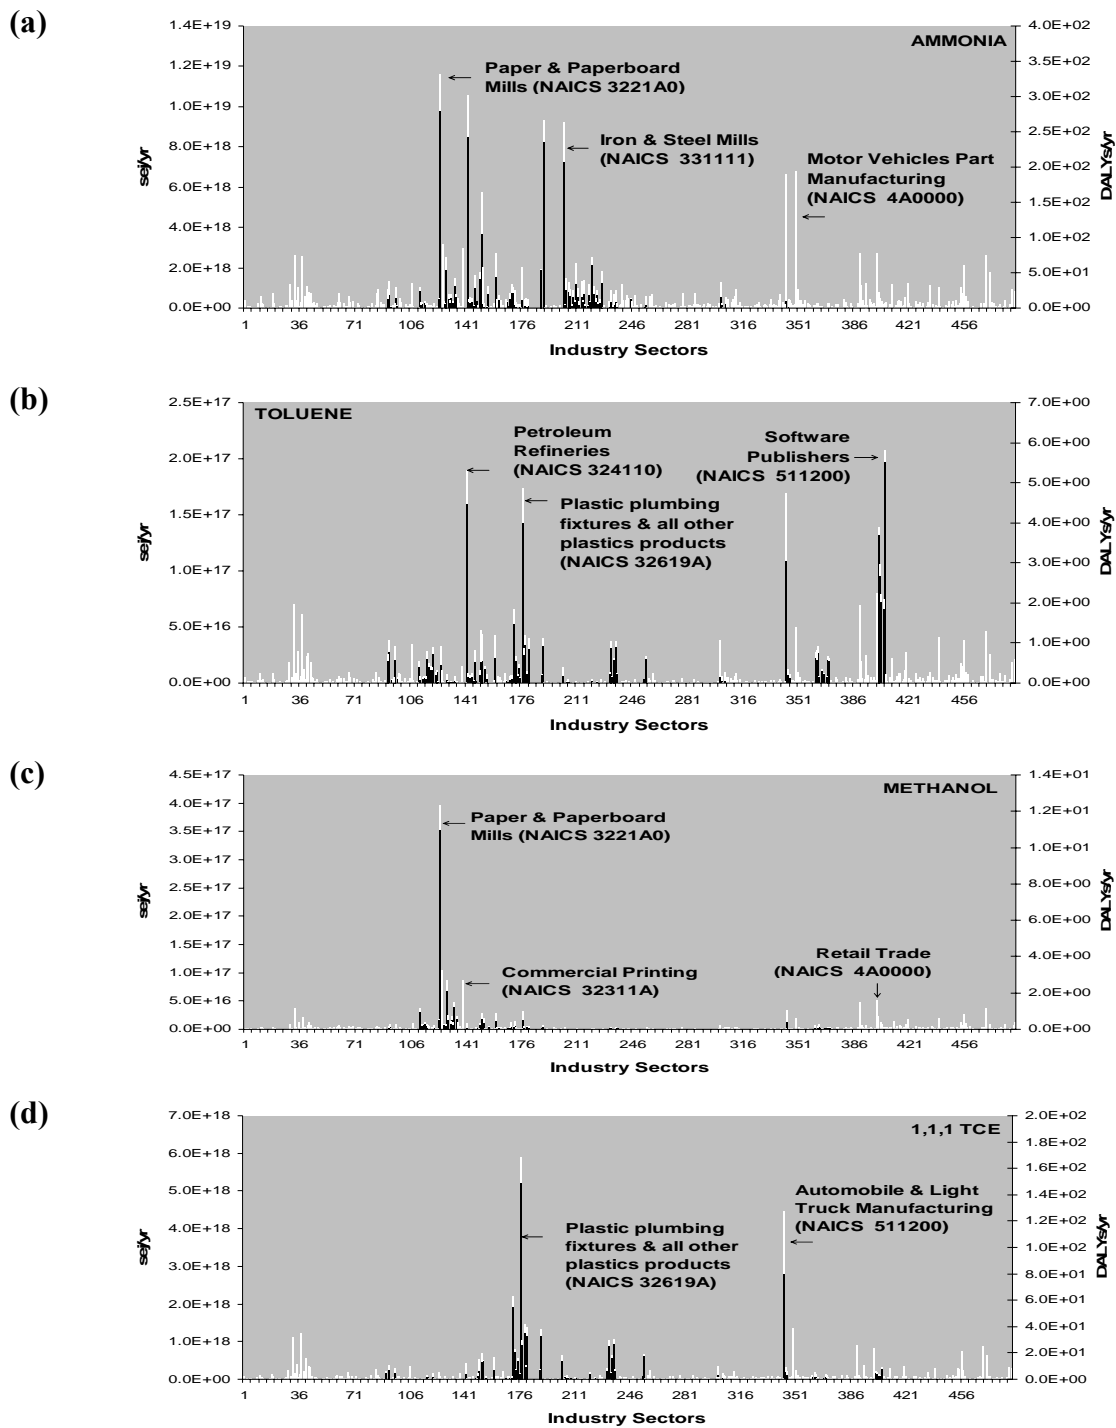 (a)
1.4E+19
1.2E+19
1.0E+19
8.0E+18
6.0E+18
4.0E+18
2.0E+18
0.0E+00
sej/yr
AMMONIA
Paper & Paperboard
Mills (NAICS 3221A0)
Iron & Steel Mills
(NAICS 331111)
Motor Vehicles Part
Manufacturing
(NAICS 4A0000)
4.0E+02
3.5E+02
3.0E+02
2.5E+02
2.0E+02
1.5E+02
1.0E+02
5.0E+01
0.0E+00
DALYs/yr
1 36 71 106 141 176 211 246 281 316 351 386 421 456
Industry Sectors
(b)
2.5E+17
2.0E+17
1.5E+17
1.0E+17
5.0E+16
0.0E+00
sej/yr
TOLUENE
Petroleum
Refineries
(NAICS 324110)
Plastic plumbing
fixtures & all other
plastics products
(NAICS 32619A)
Software
Publishers
(NAICS 511200)
7.0E+00
6.0E+00
5.0E+00
4.0E+00
3.0E+00
2.0E+00
1.0E+00
0.0E+00
DALYs/yr
1 36 71 106 141 176 211 246 281 316 351 386 421 456
Industry Sectors
(c)
4.5E+17
4.0E+17
3.5E+17
3.0E+17
2.5E+17
2.0E+17
1.5E+17
1.0E+17
5.0E+16
0.0E+00
sej/yr
METHANOL
Paper & Paperboard
Mills (NAICS 3221A0)
Commercial Printing
(NAICS 32311A)
Retail Trade
(NAICS 4A0000)
1.4E+01
1.2E+01
1.0E+01
8.0E+00
6.0E+00
4.0E+00
2.0E+00
0.0E+00
DALYs/yr
1 36 71 106 141 176 211 246 281 316 351 386 421 456
Industry Sectors
(d)
7.0E+18
6.0E+18
5.0E+18
4.0E+18
3.0E+18
2.0E+18
1.0E+18
0.0E+00
sej/yr
1,1,1 TCE
Plastic plumbing
fixtures & all other
plastics products
(NAICS 32619A)
Automobile & Light
Truck Manufacturing
(NAICS 511200)
2.0E+02
1.8E+02
1.6E+02
1.4E+02
1.2E+02
1.0E+02
8.0E+01
6.0E+01
4.0E+01
2.0E+01
0.0E+00
DALYs/yr
1 36 71 106 141 176 211 246 281 316 351 386 421 456
Industry Sectors